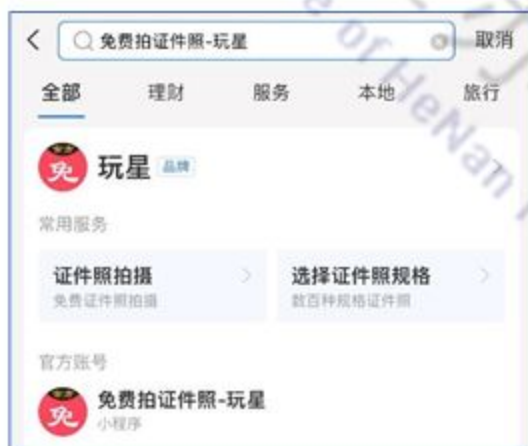 免费拍证件照-玩星 取消
全部 理财 服务 本地 旅行
免 玩星 品牌
常用服务
证件照拍摄 选择证件照规格
免费证件照拍摄 数百种规格证件照
官方账号
免 免费拍证件照-玩星
小程序
e of HeNan